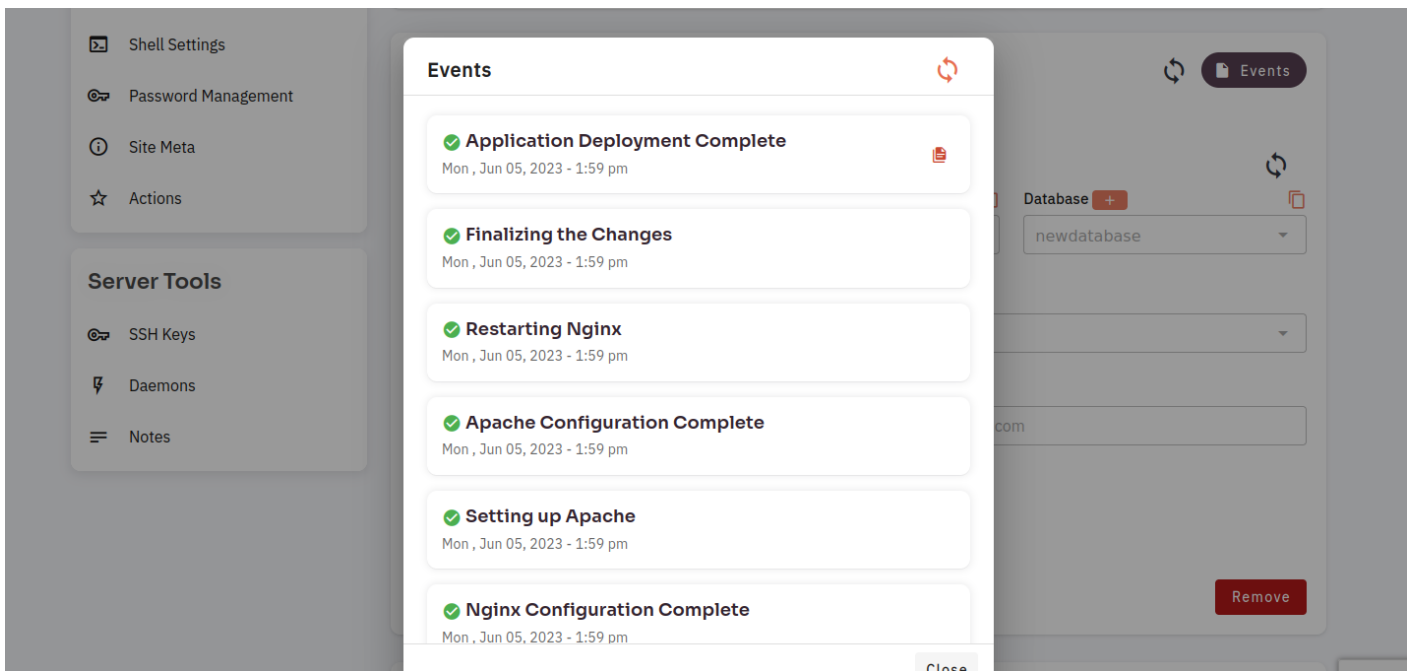 Shell Settings
Password Management
Site Meta
Actions
Server Tools
SSH Keys
Daemons
Notes
Events
Application Deployment Complete
Mon , Jun 05, 2023 - 1:59 pm
Finalizing the Changes
Mon , Jun 05, 2023 - 1:59 pm
Restarting Nginx
Mon , Jun 05, 2023 - 1:59 pm
Apache Configuration Complete
Mon , Jun 05, 2023 - 1:59 pm
Setting up Apache
Mon , Jun 05, 2023 - 1:59 pm
Nginx Configuration Complete
Mon , Jun 05, 2023 - 1:59 pm
Close
Events
Database +
newdatabase
com
Remove